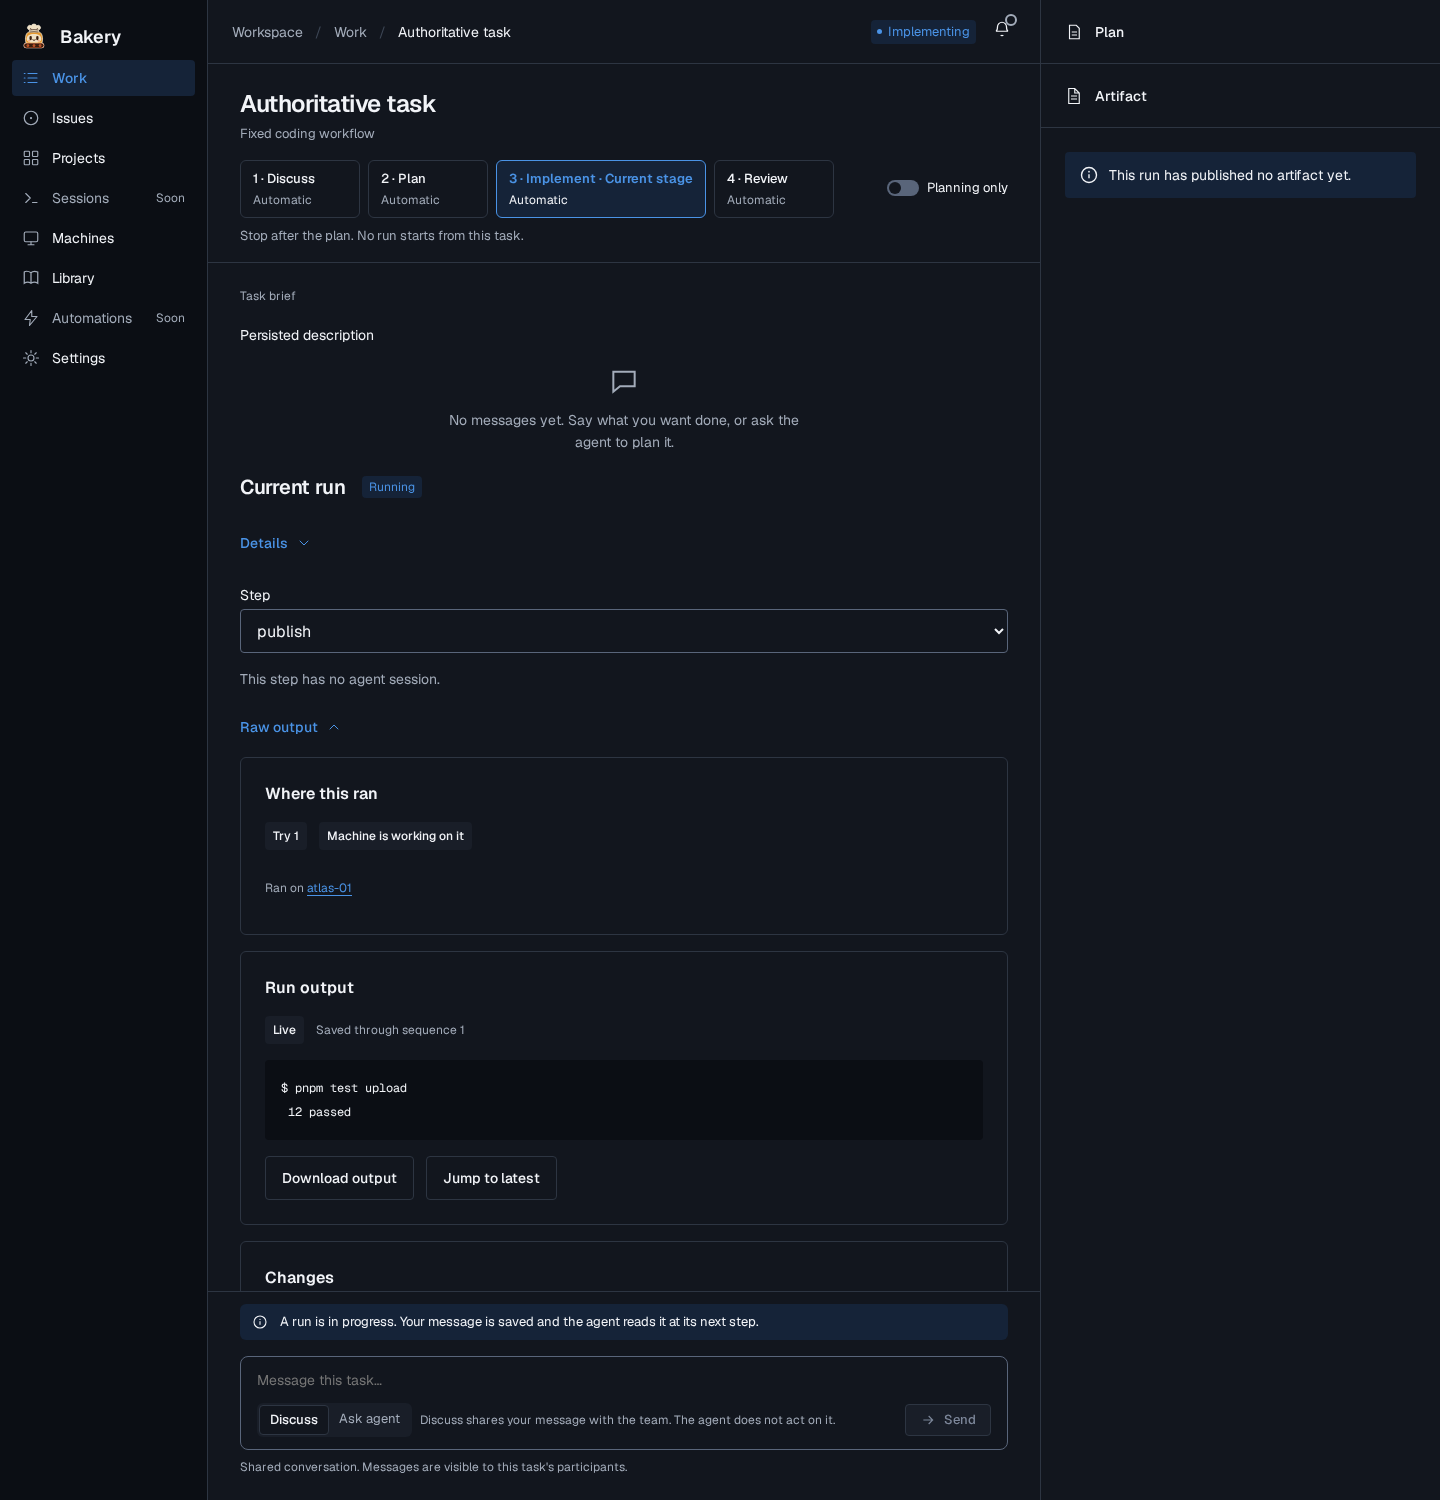 Bakery
Work
Issues
Projects
Sessions Soon
Machines
Library
Automations Soon
Settings
Workspace / Work / Authoritative task
Implementing
Authoritative task
Fixed coding workflow
1 · Discuss
Automatic
2 · Plan
Automatic
3 · Implement · Current stage
Automatic
4 · Review
Automatic
Planning only
Stop after the plan. No run starts from this task.
Task brief
Persisted description
No messages yet. Say what you want done, or ask the
agent to plan it.
Current run Running
Details
Step
publish
This step has no agent session.
Raw output
Where this ran
Try 1 Machine is working on it
Ran on atlas-01
Run output
Live Saved through sequence 1
$ pnpm test upload
12 passed
Download output Jump to latest
Changes
A run is in progress. Your message is saved and the agent reads it at its next step.
Message this task...
Discuss Ask agent Discuss shares your message with the team. The agent does not act on it. Send
Shared conversation. Messages are visible to this task's participants.
Plan
Artifact
This run has published no artifact yet.